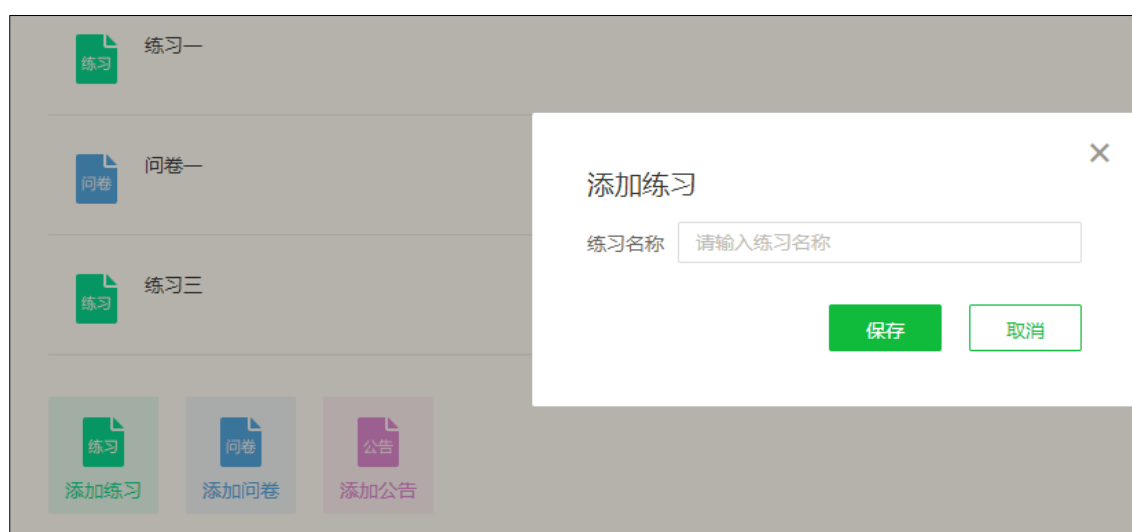 练习一
练习
问卷一
问卷
练习三
练习
添加练习
练习名称 请输入练习名称
保存 取消
练习 问卷 公告
添加练习 添加问卷 添加公告